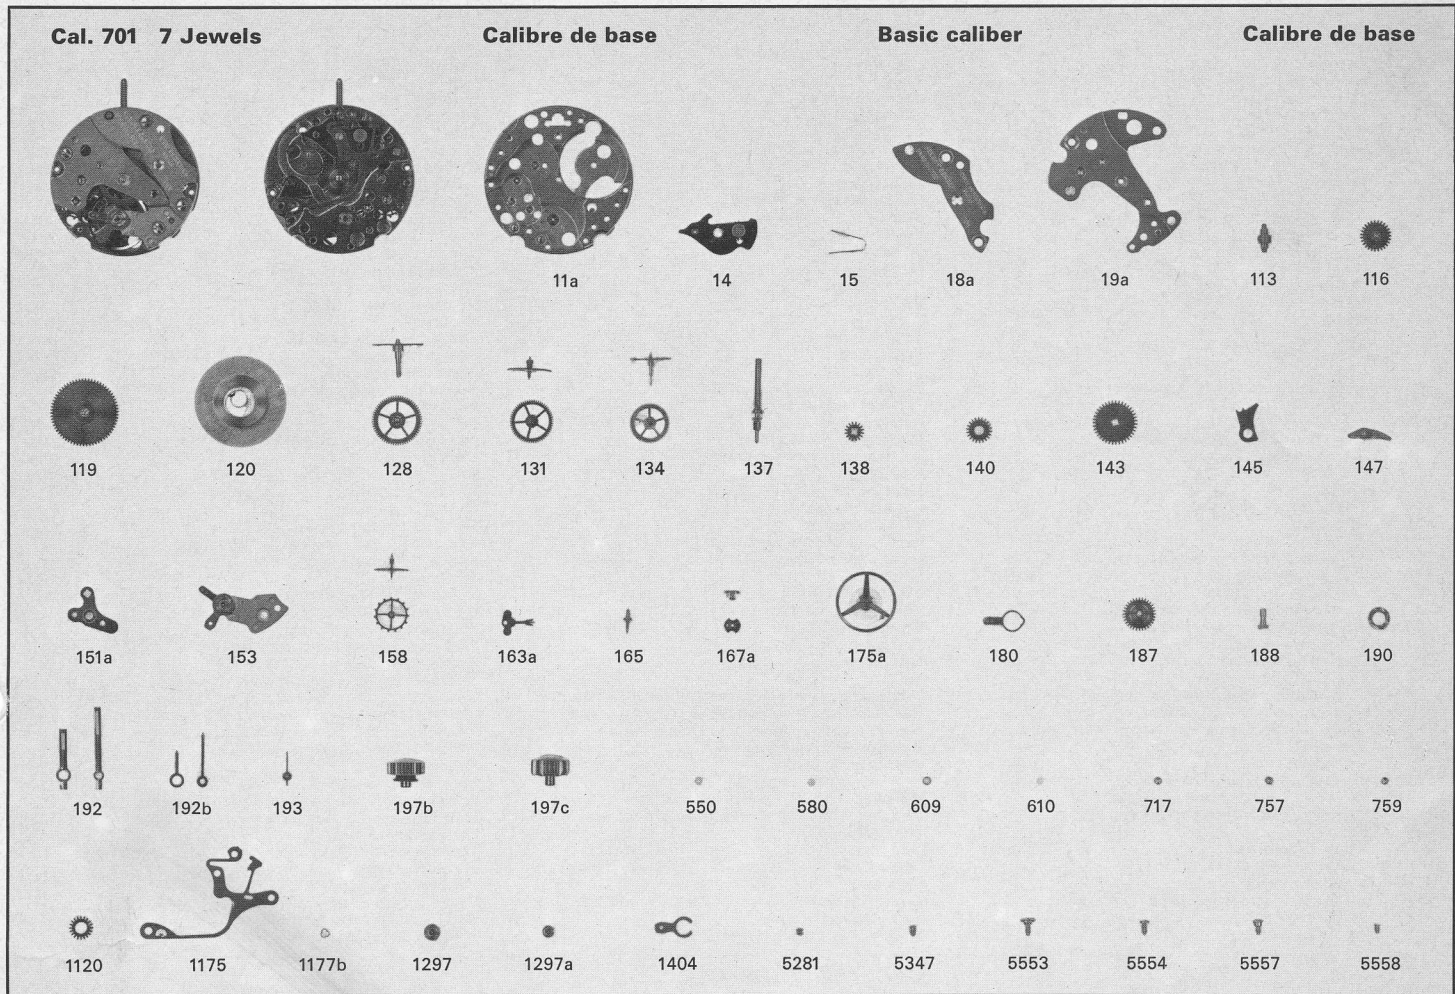 Cal. 701 7 Jewels Calibre de base Basic caliber Calibre de base
11a 14 15 18a 19a 113 116
119 120 128 131 134 137 138 140 143 145 147
151a 153 158 163a 165 167a 175a 180 187 188 190
192 192b 193 197b 197c 550 580 609 610 717 757 759
1120 1175 1177b 1297 1297a 1404 5281 5347 5553 5554 5557 5558